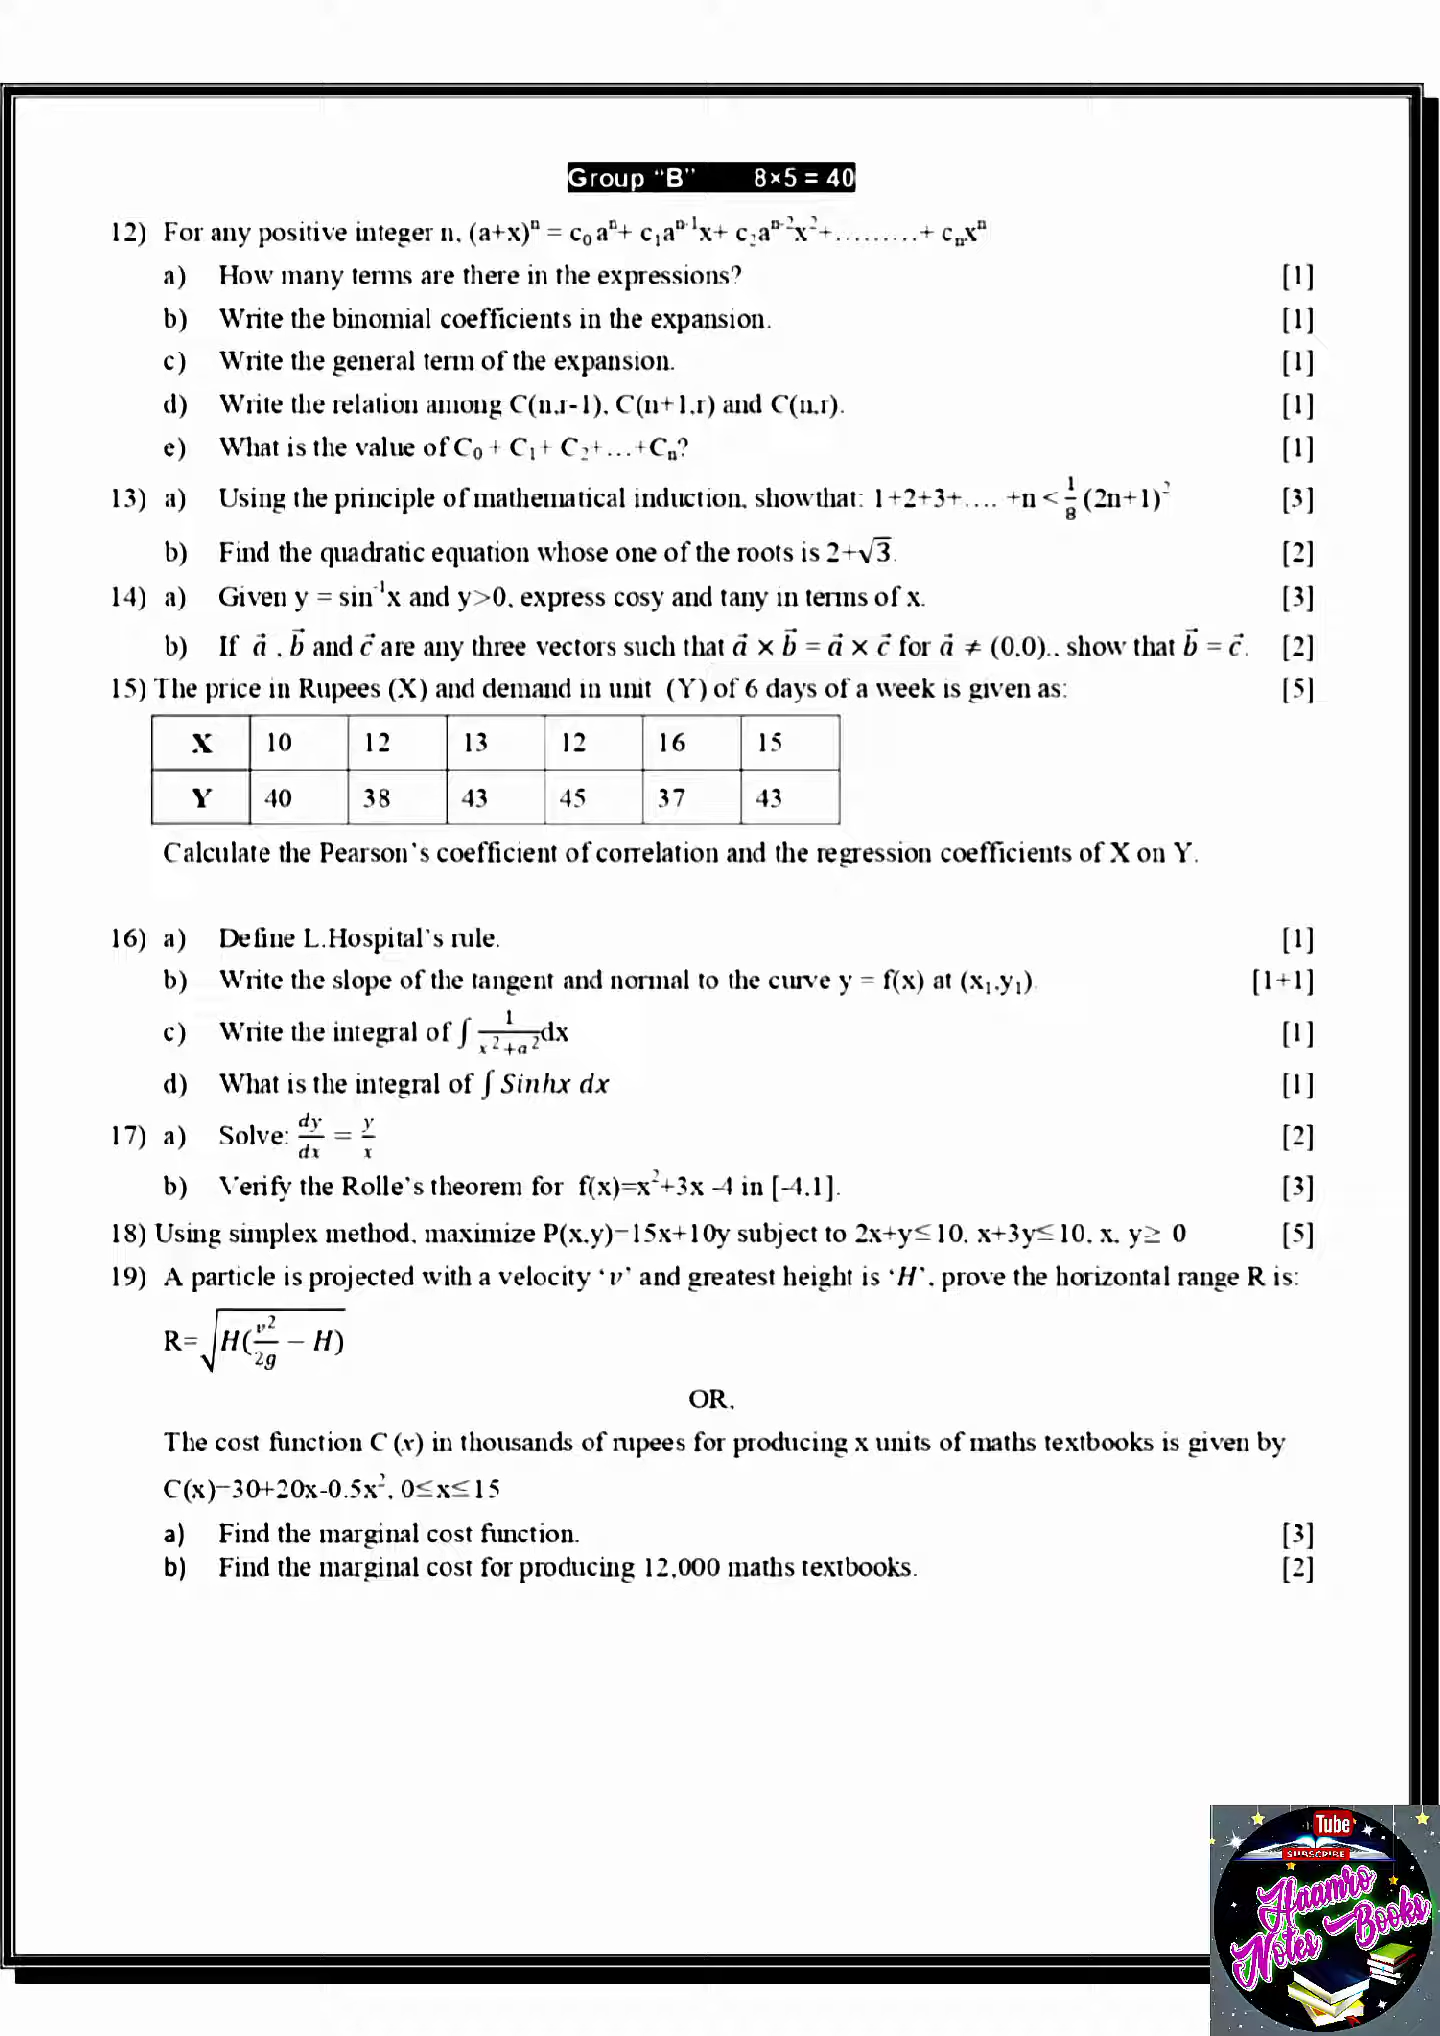 Group “B” 8×5 = 40
12) For any positive integer n, (a+x)ⁿ = c₀ aⁿ+ c₁aⁿ⁻¹x+ c₂aⁿ⁻²x²+.........+ cₙxⁿ
a) How many terms are there in the expressions? [1]
b) Write the binomial coefficients in the expansion. [1]
c) Write the general term of the expansion. [1]
d) Write the relation among C(n,r-1), C(n+1,r) and C(n,r). [1]
e) What is the value of C₀ + C₁+ C₂+...+Cₙ? [1]
13) a) Using the principle of mathematical induction, showthat: 1+2+3+.... +n < 1/8 (2n+1)² [3]
b) Find the quadratic equation whose one of the roots is 2+√3. [2]
14) a) Given y = sin⁻¹x and y>0, express cosy and tany in terms of x. [3]
b) If a⃗ , b⃗ and c⃗ are any three vectors such that a⃗ × b⃗ = a⃗ × c⃗ for a⃗ ≠ (0,0).. show that b⃗ = c⃗. [2]
15) The price in Rupees (X) and demand in unit (Y) of 6 days of a week is given as: [5]
X 10 12 13 12 16 15
Y 40 38 43 45 37 43
Calculate the Pearson’s coefficient of correlation and the regression coefficients of X on Y.
16) a) Define L.Hospital’s rule. [1]
b) Write the slope of the tangent and normal to the curve y = f(x) at (x₁,y₁). [1+1]
c) Write the integral of ∫ 1/(x²+a²) dx [1]
d) What is the integral of ∫ Sinhx dx [1]
17) a) Solve: dy/dx = y/x [2]
b) Verify the Rolle’s theorem for f(x)=x²+3x -4 in [-4,1]. [3]
18) Using simplex method, maximize P(x,y)=15x+10y subject to 2x+y≤10, x+3y≤10, x, y≥ 0 [5]
19) A particle is projected with a velocity ‘v’ and greatest height is ‘H’, prove the horizontal range R is:
R= √(H(v²/2g − H))
OR,
The cost function C (x) in thousands of rupees for producing x units of maths textbooks is given by
C(x)=30+20x-0.5x², 0≤x≤15
a) Find the marginal cost function. [3]
b) Find the marginal cost for producing 12,000 maths textbooks. [2]
Tube
SUBSCRIBE
Haamro
Notes Books